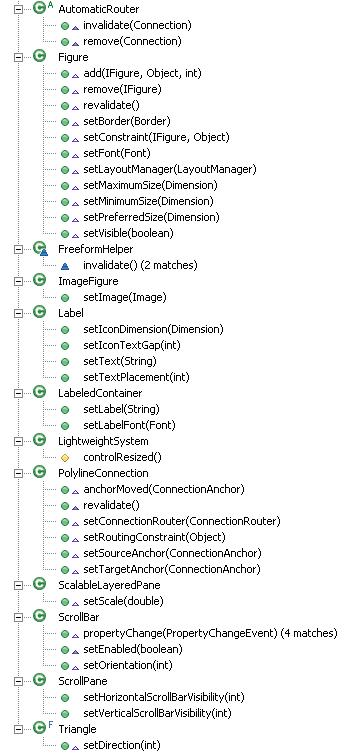 AutomaticRouter
invalidate(Connection)
remove(Connection)
Figure
add(IFigure, Object, int)
remove(IFigure)
revalidate()
setBorder(Border)
setConstraint(IFigure, Object)
setFont(Font)
setLayoutManager(LayoutManager)
setMaximumSize(Dimension)
setMinimumSize(Dimension)
setPreferredSize(Dimension)
setVisible(boolean)
FreeformHelper
invalidate() (2 matches)
ImageFigure
setImage(Image)
Label
setIconDimension(Dimension)
setIconTextGap(int)
setText(String)
setTextPlacement(int)
LabeledContainer
setLabel(String)
setLabelFont(Font)
LightweightSystem
controlResized()
PolylineConnection
anchorMoved(ConnectionAnchor)
revalidate()
setConnectionRouter(ConnectionRouter)
setRoutingConstraint(Object)
setSourceAnchor(ConnectionAnchor)
setTargetAnchor(ConnectionAnchor)
ScalableLayeredPane
setScale(double)
ScrollBar
propertyChange(PropertyChangeEvent) (4 matches)
setEnabled(boolean)
setOrientation(int)
ScrollPane
setHorizontalScrollBarVisibility(int)
setVerticalScrollBarVisibility(int)
Triangle
setDirection(int)